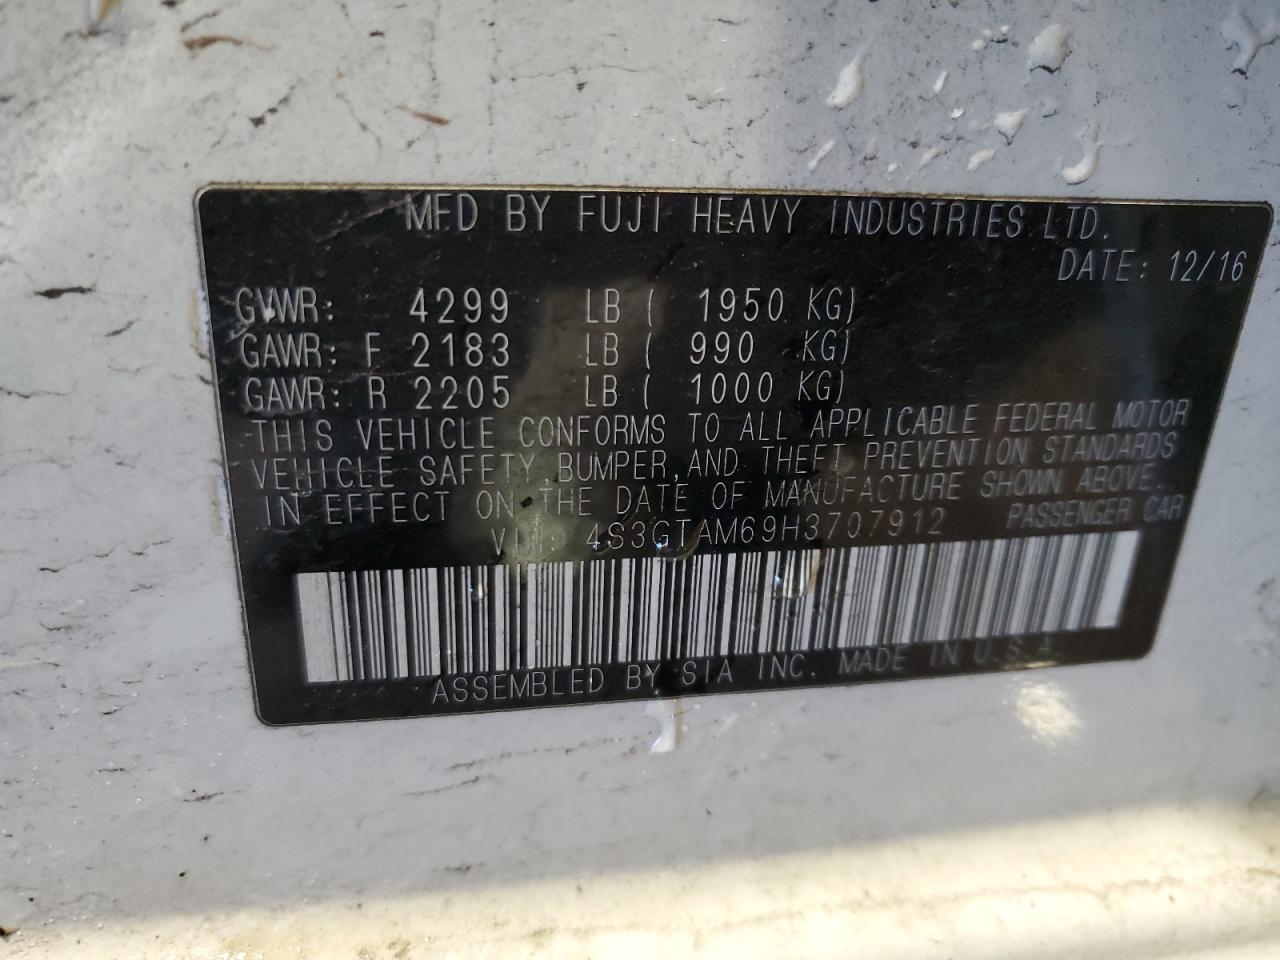 MFD BY FUJI HEAVY INDUSTRIES LTD.
DATE: 12/16
GVWR: 4299 LB ( 1950 KG)
GAWR: F 2183 LB ( 990 KG)
GAWR: R 2205 LB ( 1000 KG)
THIS VEHICLE CONFORMS TO ALL APPLICABLE FEDERAL MOTOR
VEHICLE SAFETY, BUMPER, AND THEFT PREVENTION STANDARDS
IN EFFECT ON THE DATE OF MANUFACTURE SHOWN ABOVE.
VIN: 4S3GTAM69H3707912 PASSENGER CAR
ASSEMBLED BY SIA INC. MADE IN U.S.A.